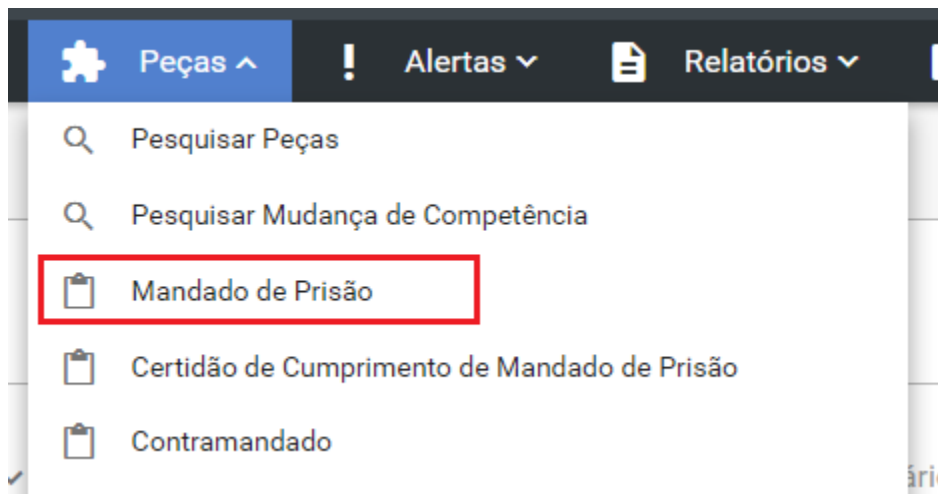 Peças Alertas Relatórios
Pesquisar Peças
Pesquisar Mudança de Competência
Mandado de Prisão
Certidão de Cumprimento de Mandado de Prisão
Contramandado